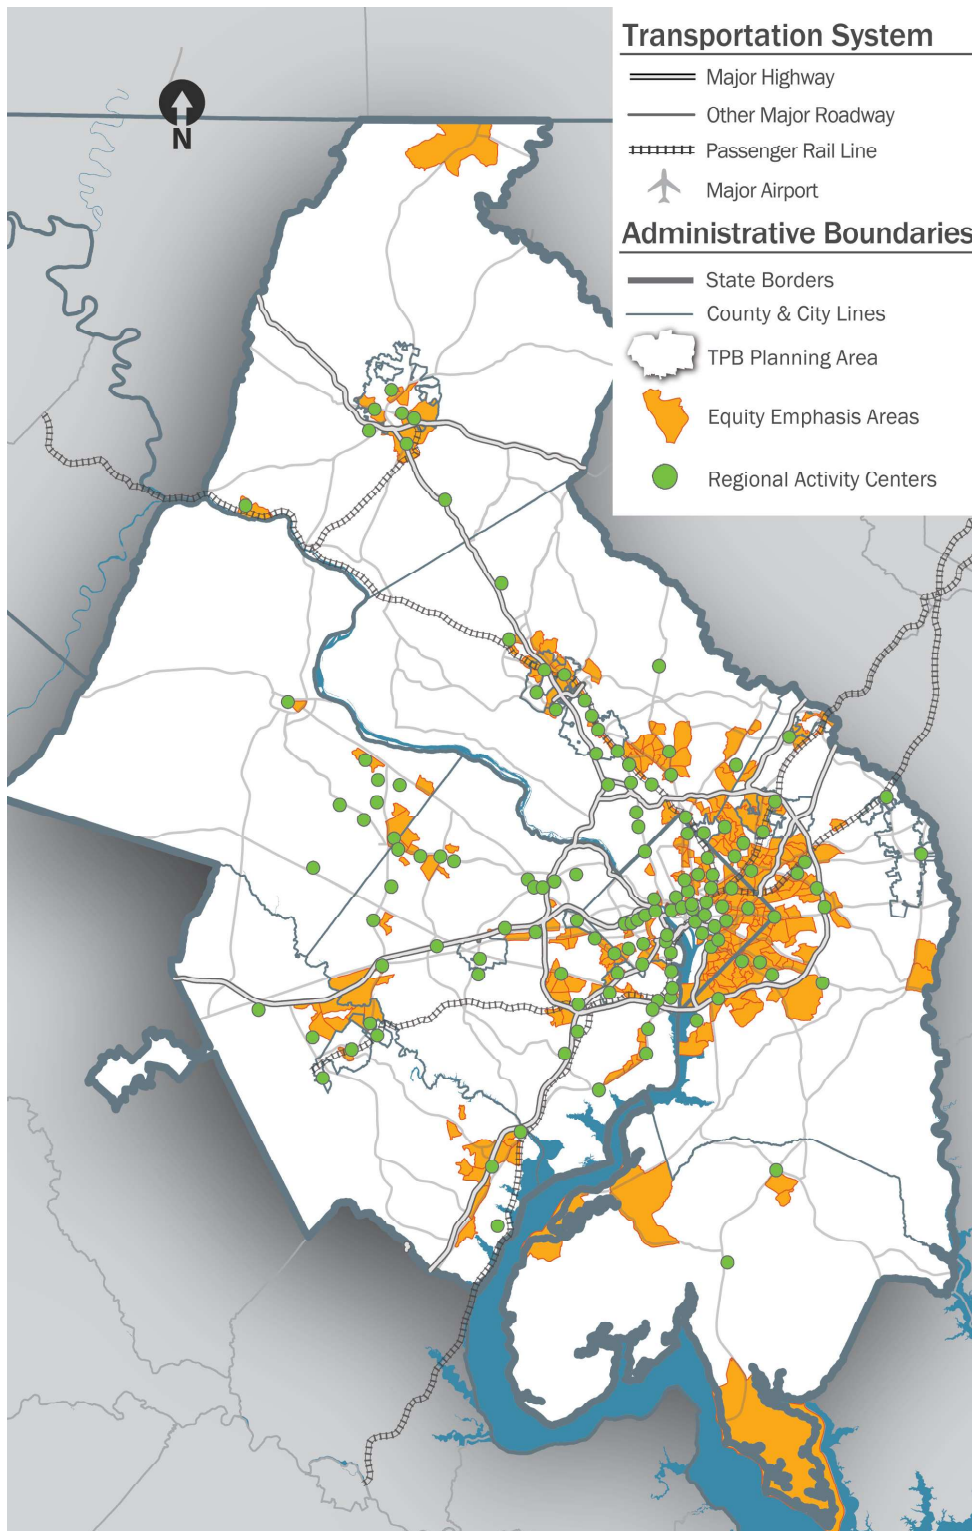 Transportation System
Major Highway
Other Major Roadway
Passenger Rail Line
Major Airport
Administrative Boundaries
State Borders
County & City Lines
TPB Planning Area
Equity Emphasis Areas
Regional Activity Centers
N